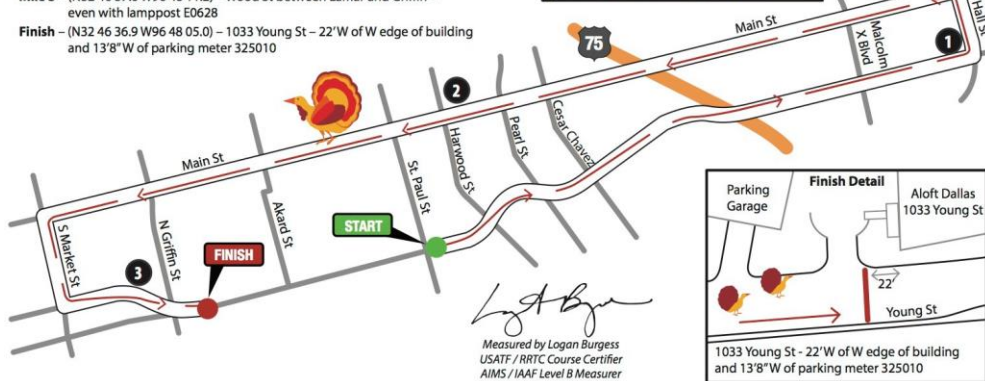 even with lamppost E0628
Finish – (N32 46 36.9 W96 48 05.0) – 1033 Young St – 22' W of W edge of building
and 13'8" W of parking meter 325010
75
Main St
Malcolm
X Blvd
Hall St
1
2
Main St
Harwood St
Pearl St
Cesar Chavez
St. Paul St
Akard St
N Griffin St
S Market St
START
FINISH
3
Measured by Logan Burgess
USATF / RRTC Course Certifier
AIMS / IAAF Level B Measurer
Finish Detail
Parking
Garage
Aloft Dallas
1033 Young St
22'
Young St
1033 Young St - 22' W of W edge of building
and 13'8" W of parking meter 325010